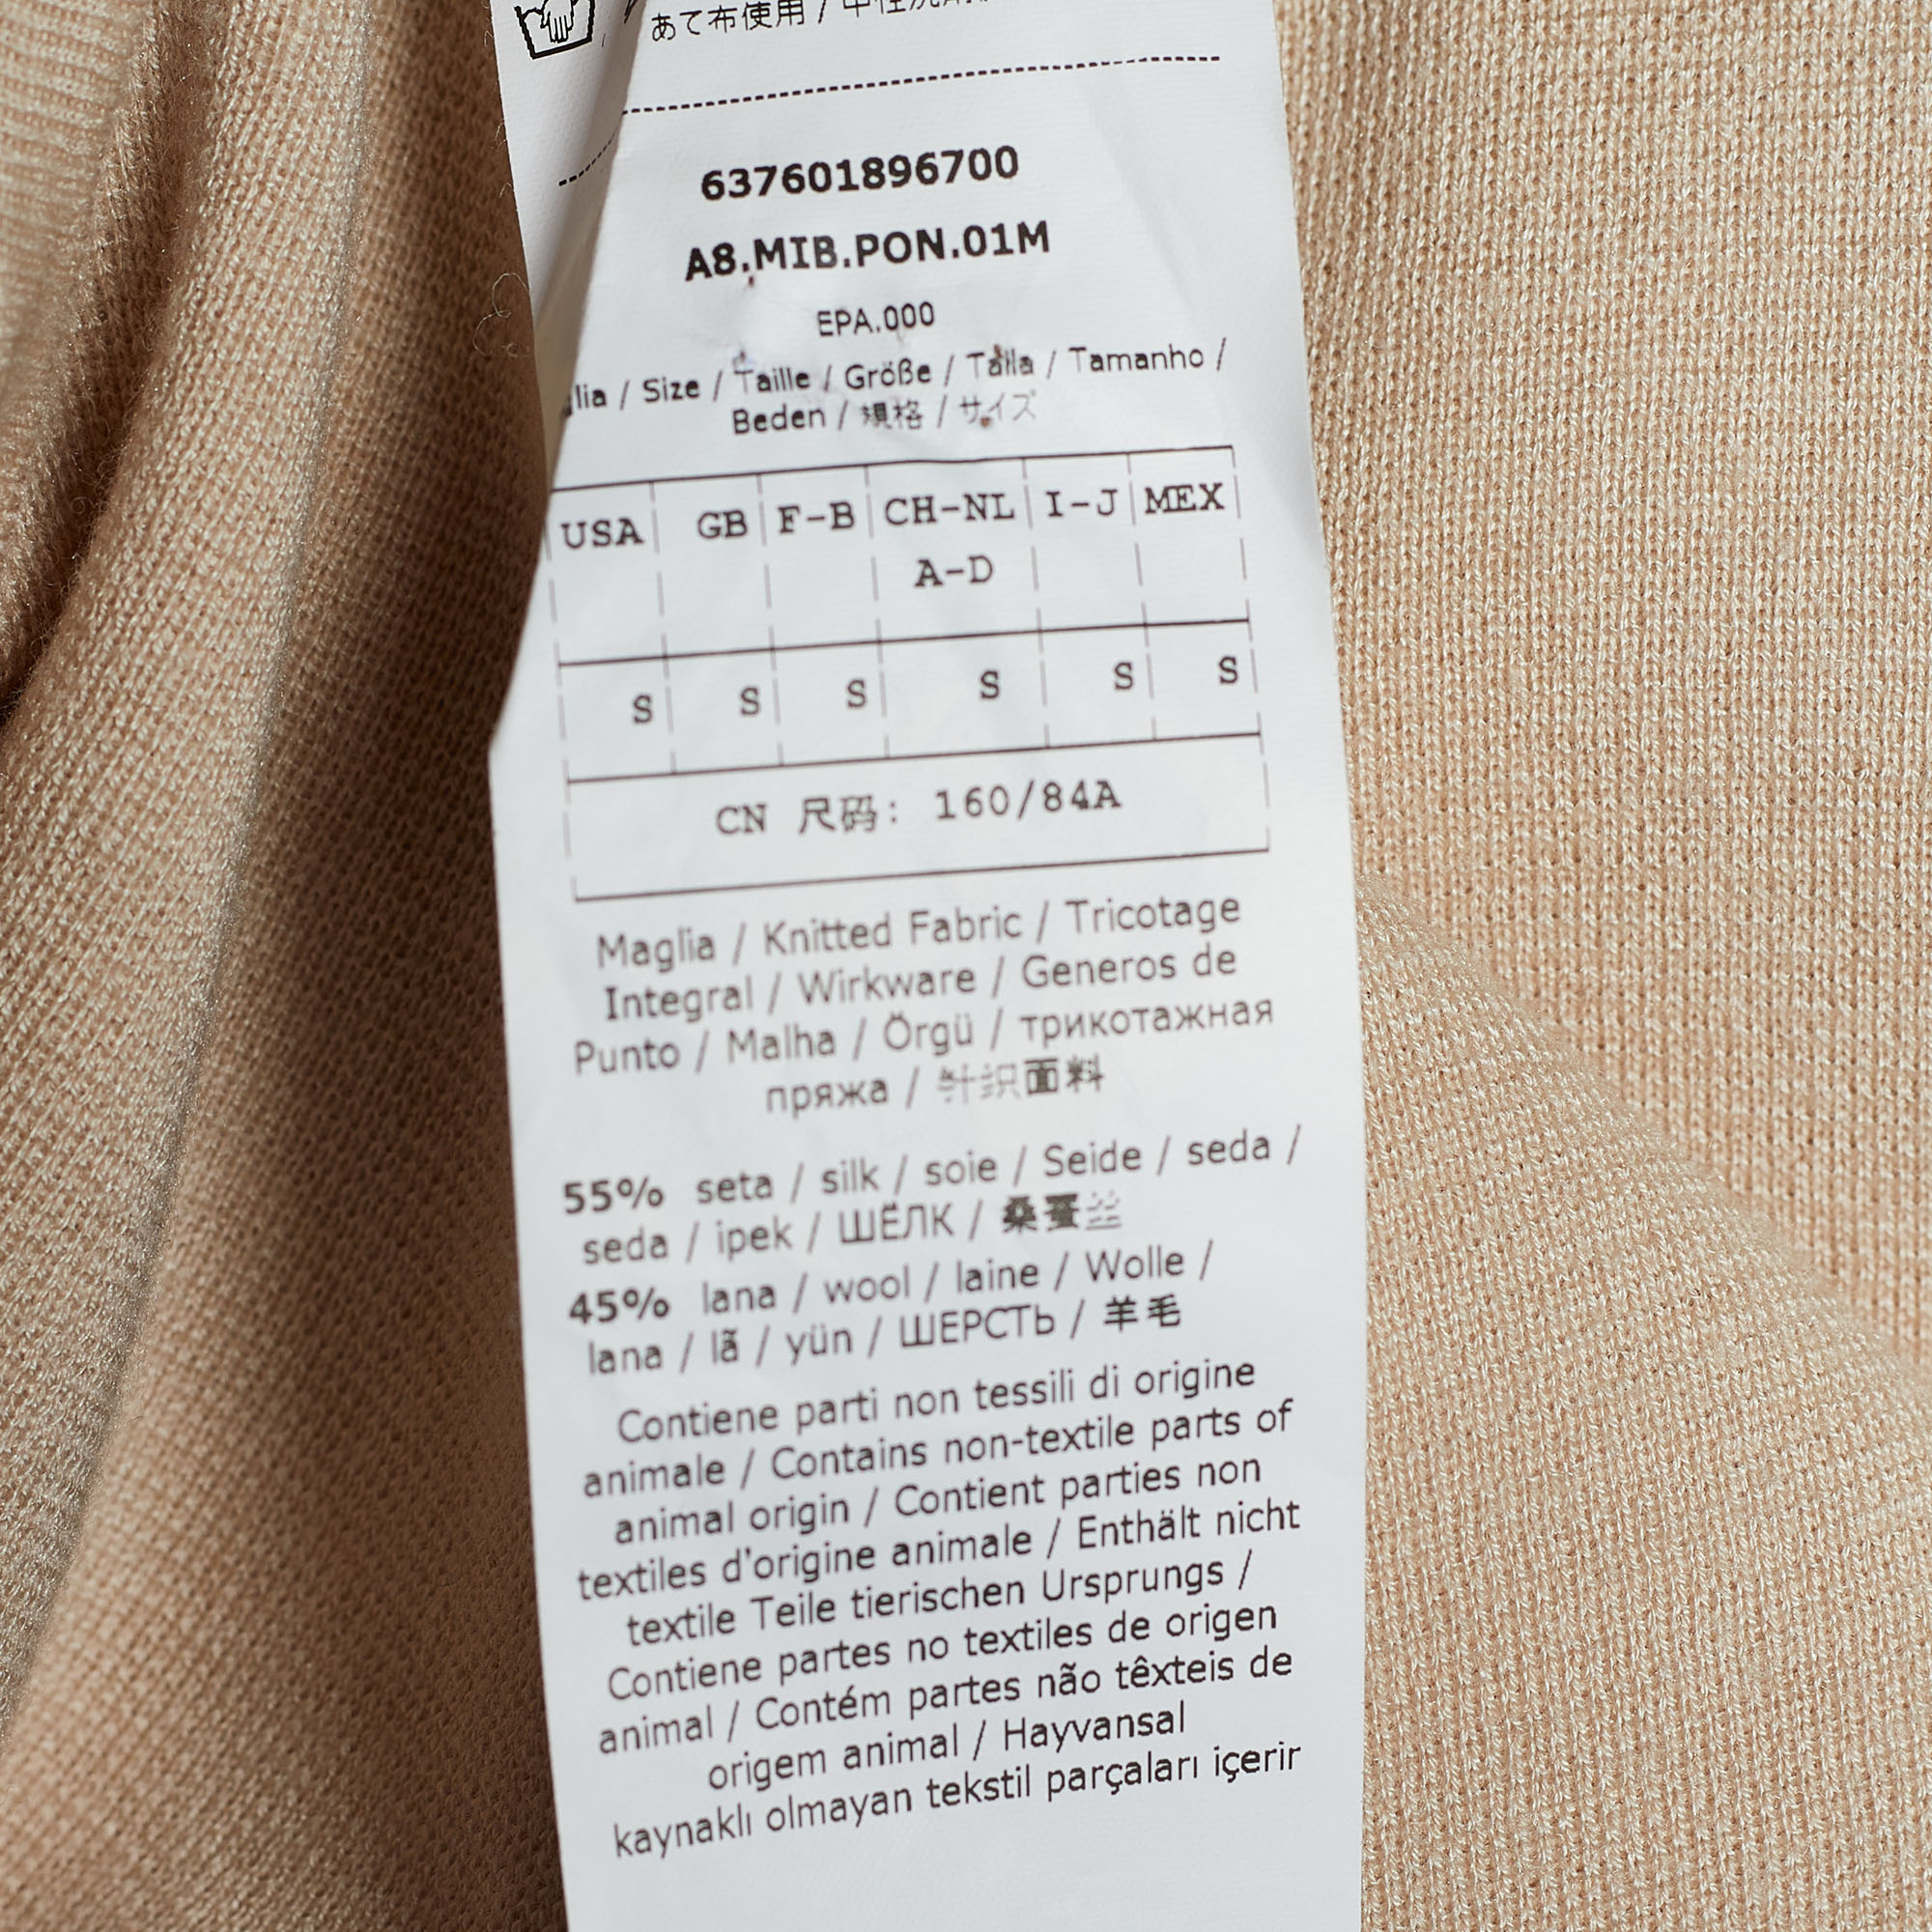 あて布使用 /
637601896700
A8.MIB.PON.01M
EPA.000
/ Size / Taille / Größe / Talla / Tamanho /
Beden / 規格 / サイズ
USA GB F-B CH-NL I-J MEX
A-D
S S S S S S
CN 尺码: 160/84A
Maglia / Knitted Fabric / Tricotage
Integral / Wirkware / Generos de
Punto / Malha / Örgü / трикотажная
пряжа / 针织面料
55% seta / silk / soie / Seide / seda /
seda / ipek / ШЁЛК / 桑蚕丝
45% lana / wool / laine / Wolle /
lana / lã / yün / ШЕРСТЬ / 羊毛
Contiene parti non tessili di origine
animale / Contains non-textile parts of
animal origin / Contient parties non
textiles d'origine animale / Enthält nicht
textile Teile tierischen Ursprungs /
Contiene partes no textiles de origen
animal / Contém partes não têxteis de
origem animal / Hayvansal
kaynaklı olmayan tekstil parçaları içerir